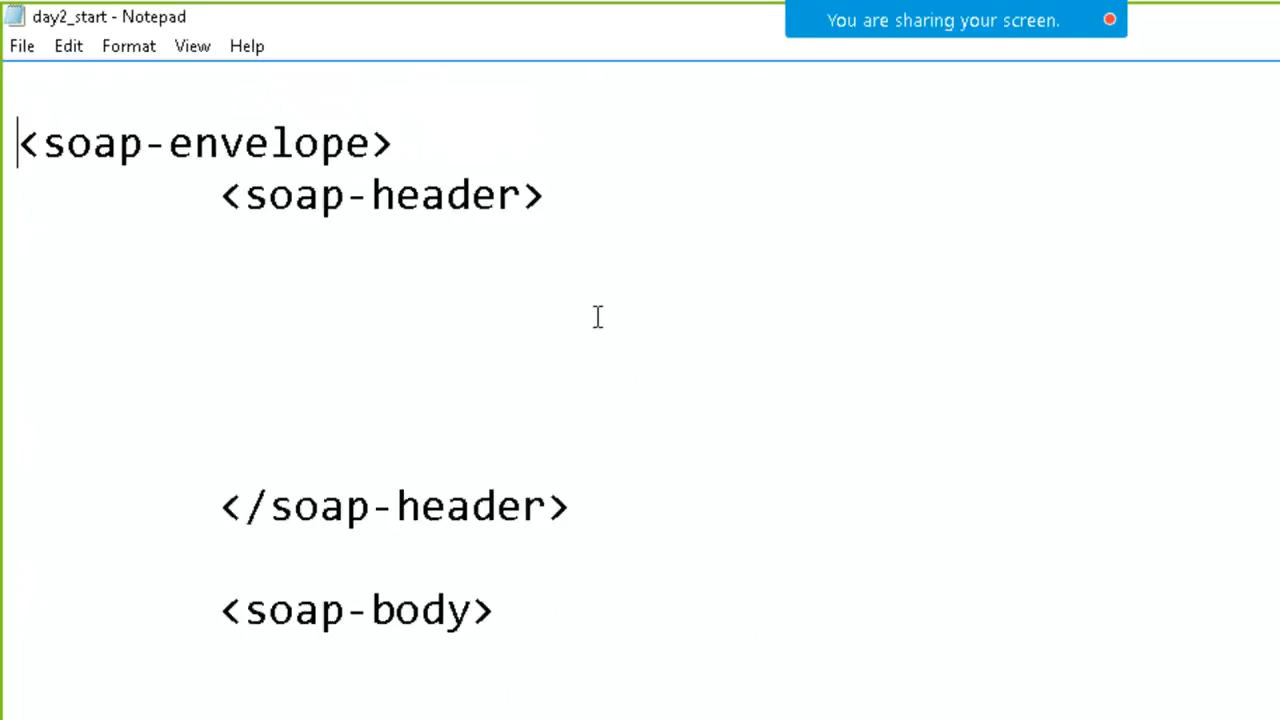 day2_start - Notepad
You are sharing your screen.
File Edit Format View Help
<soap-envelope>
<soap-header>
</soap-header>
<soap-body>